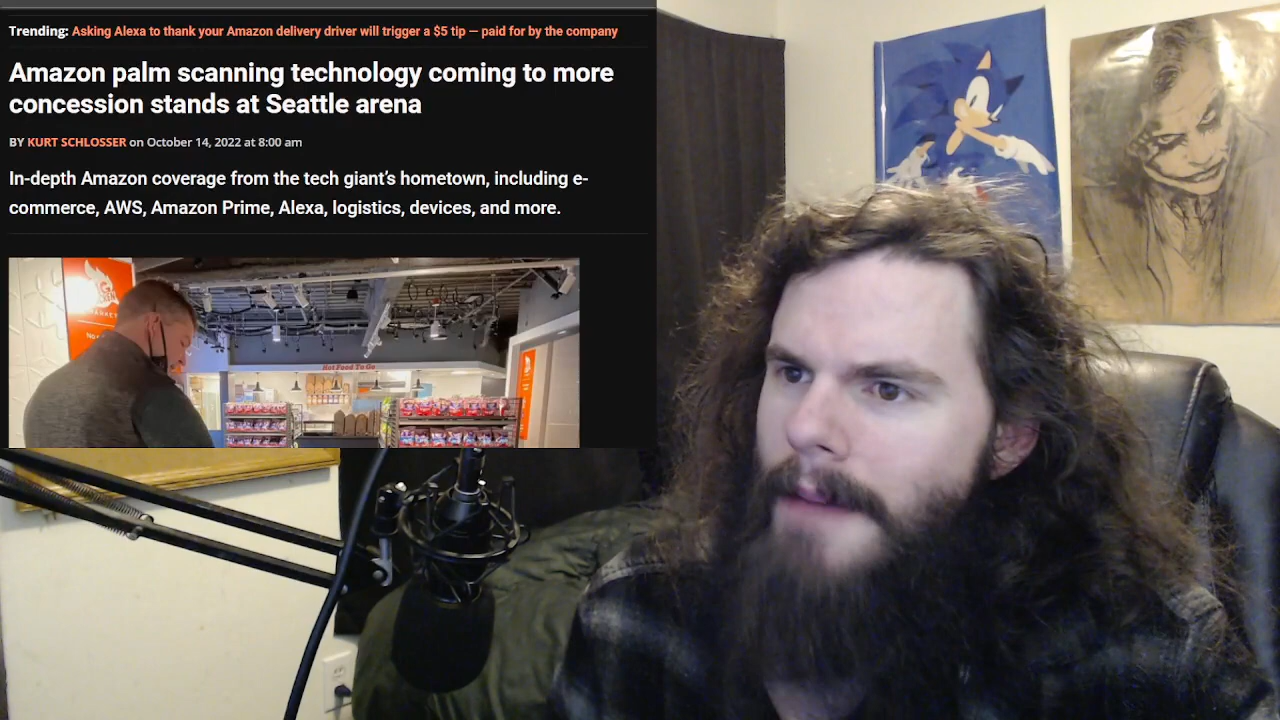 Trending: Asking Alexa to thank your Amazon delivery driver will trigger a $5 tip — paid for by the company
Amazon palm scanning technology coming to more
concession stands at Seattle arena
BY KURT SCHLOSSER on October 14, 2022 at 8:00 am
In-depth Amazon coverage from the tech giant's hometown, including e-
commerce, AWS, Amazon Prime, Alexa, logistics, devices, and more.
Hot Food To Go